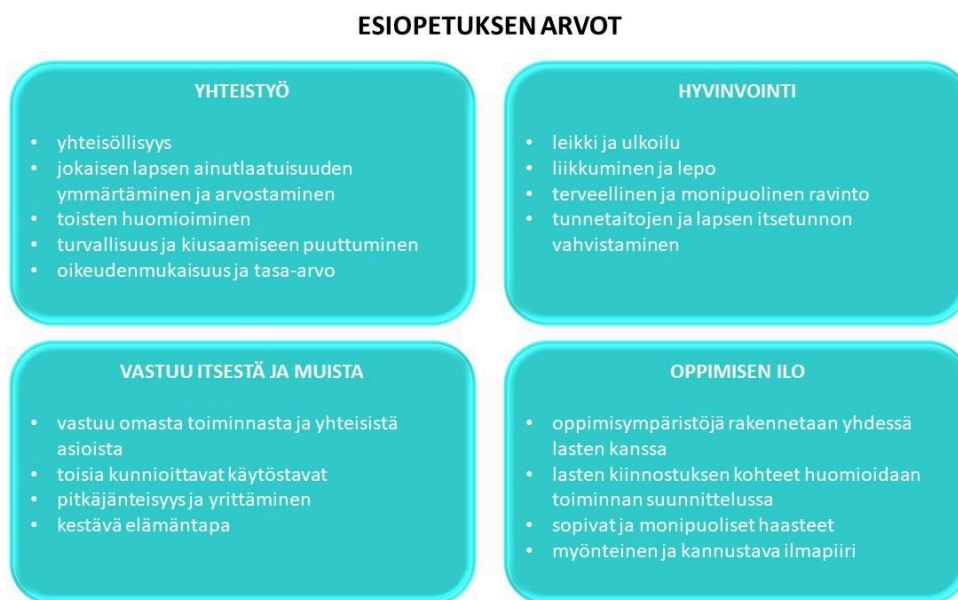 ESIOPETUKSEN ARVOT
YHTEISTYÖ
• yhteisöllisyys
• jokaisen lapsen ainutlaatuisuuden
ymmärtäminen ja arvostaminen
• toisten huomioiminen
• turvallisuus ja kiusaamiseen puuttuminen
• oikeudenmukaisuus ja tasa-arvo
HYVINVOINTI
• leikki ja ulkoilu
• liikkuminen ja lepo
• terveellinen ja monipuolinen ravinto
• tunnetaitojen ja lapsen itsetunnon
vahvistaminen
VASTUU ITSESTÄ JA MUISTA
• vastuu omasta toiminnasta ja yhteisistä
asioista
• toisia kunnioittavat käytöstavat
• pitkäjänteisyys ja yrittäminen
• kestävä elämäntapa
OPPIMISEN ILO
• oppimisympäristöjä rakennetaan yhdessä
lasten kanssa
• lasten kiinnostuksen kohteet huomioidaan
toiminnan suunnittelussa
• sopivat ja monipuoliset haasteet
• myönteinen ja kannustava ilmapiiri